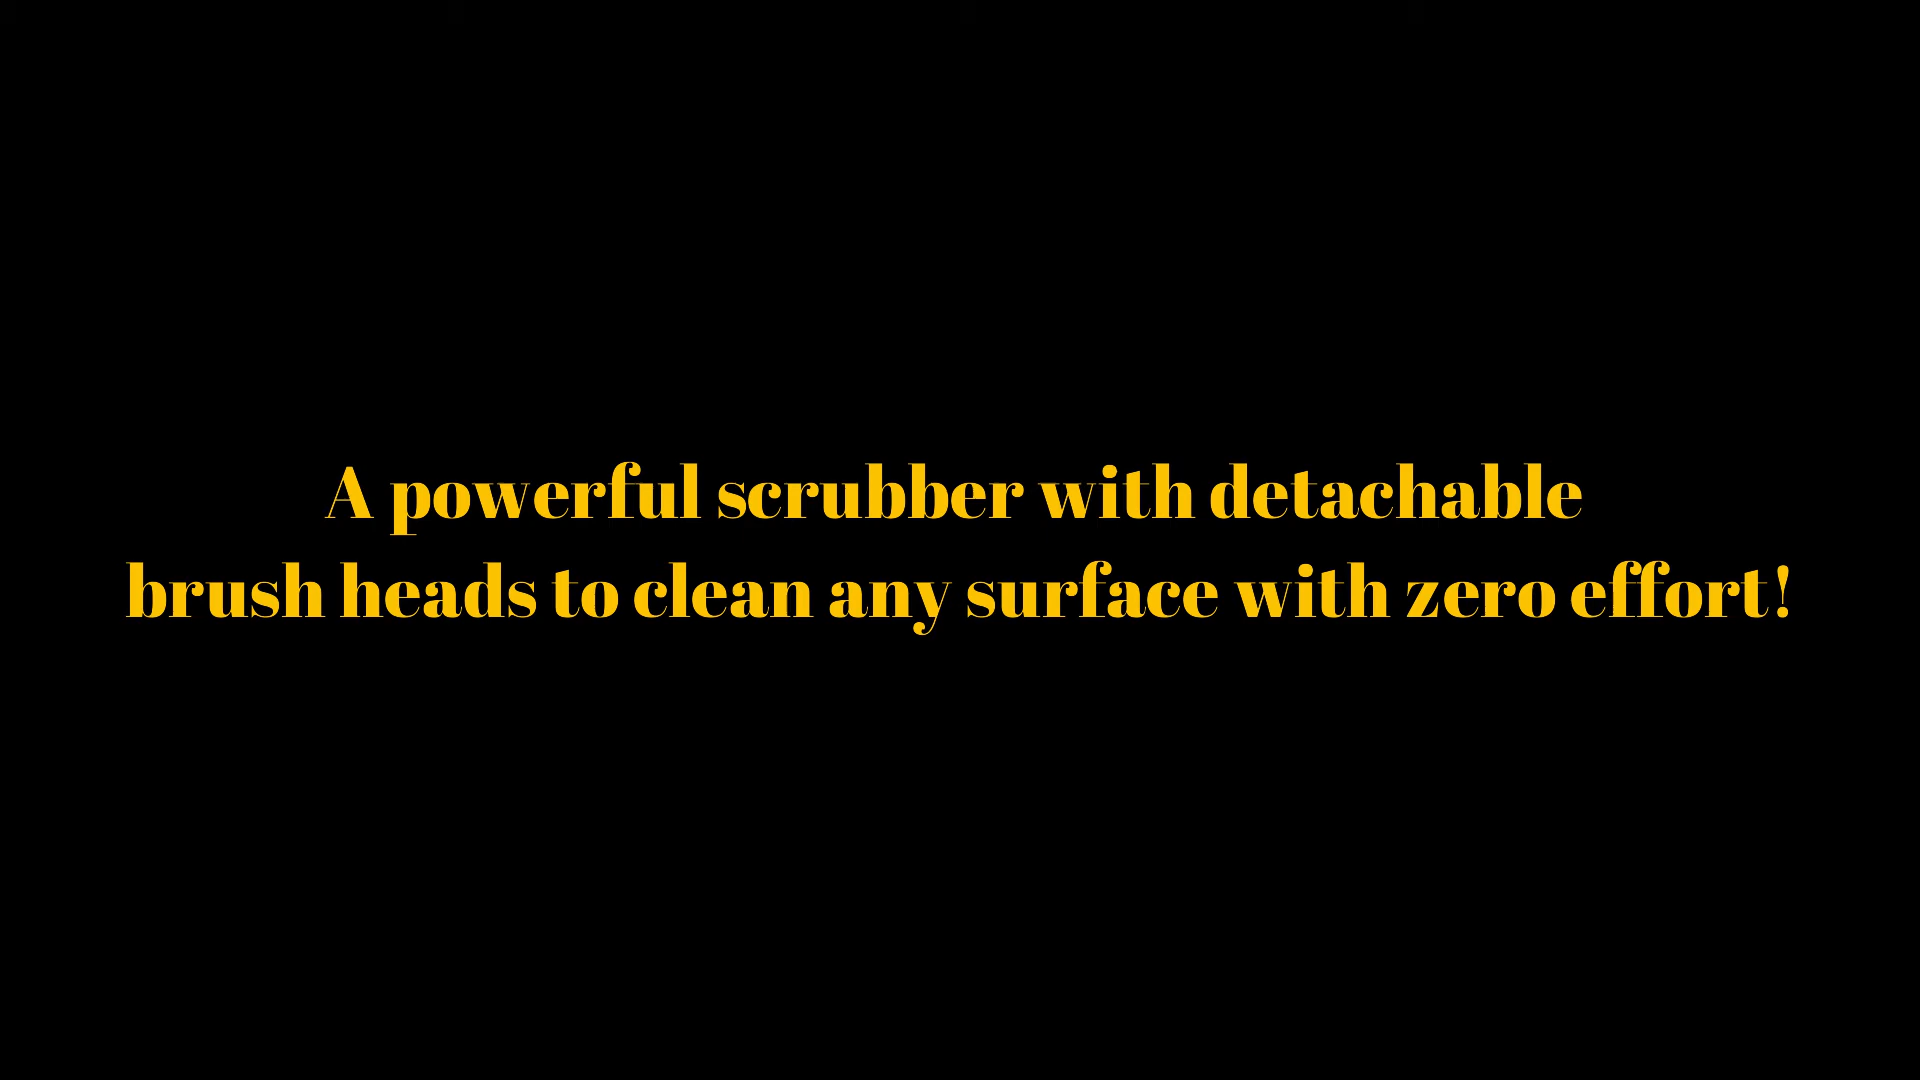 A powerful scrubber with detachable
brush heads to clean any surface with zero effort!